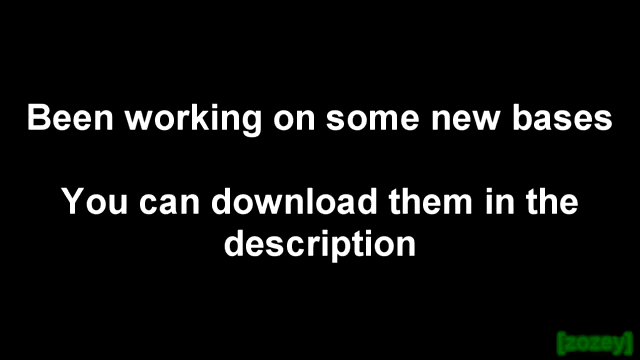 Been working on some new bases
You can download them in the
description
[zozey]